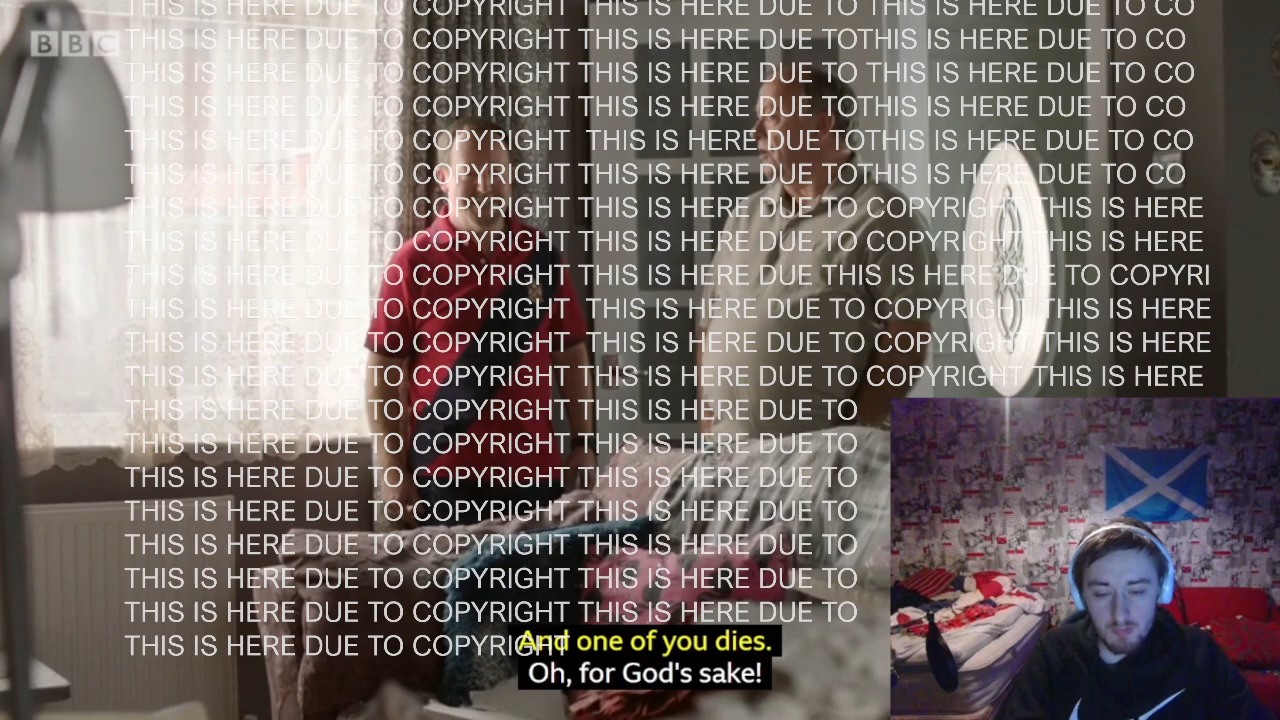 THIS IS HERE DUE TO COPYRIGHT THIS IS HERE DUE TO THIS IS HERE DUE TO CO
BBC
THIS IS HERE DUE TO COPYRIGHT THIS IS HERE DUE TOTHIS IS HERE DUE TO CO
THIS IS HERE DUE TO COPYRIGHT THIS IS HERE DUE TO THIS IS HERE DUE TO CO
THIS IS HERE DUE TO COPYRIGHT THIS IS HERE DUE TOTHIS IS HERE DUE TO CO
THIS IS HERE DUE TO COPYRIGHT THIS IS HERE DUE TOTHIS IS HERE DUE TO CO
THIS IS HERE DUE TO COPYRIGHT THIS IS HERE DUE TOTHIS IS HERE DUE TO CO
THIS IS HERE DUE TO COPYRIGHT THIS IS HERE DUE TO COPYRIGHT THIS IS HERE
THIS IS HERE DUE TO COPYRIGHT THIS IS HERE DUE TO COPYRIGHT THIS IS HERE
THIS IS HERE DUE TO COPYRIGHT THIS IS HERE DUE THIS IS HERE DUE TO COPYRI
THIS IS HERE DUE TO COPYRIGHT THIS IS HERE DUE TO COPYRIGHT THIS IS HERE
THIS IS HERE DUE TO COPYRIGHT THIS IS HERE DUE TO COPYRIGHT THIS IS HERE
THIS IS HERE DUE TO COPYRIGHT THIS IS HERE DUE TO COPYRIGHT THIS IS HERE
THIS IS HERE DUE TO COPYRIGHT THIS IS HERE DUE TO
THIS IS HERE DUE TO COPYRIGHT THIS IS HERE DUE TO
THIS IS HERE DUE TO COPYRIGHT THIS IS HERE DUE TO
THIS IS HERE DUE TO COPYRIGHT THIS IS HERE DUE TO
THIS IS HERE DUE TO COPYRIGHT THIS IS HERE DUE TO
THIS IS HERE DUE TO COPYRIGHT THIS IS HERE DUE TO
THIS IS HERE DUE TO COPYRIGHT THIS IS HERE DUE TO
THIS IS HERE DUE TO COPYRIGHT
And one of you dies.
Oh, for God's sake!